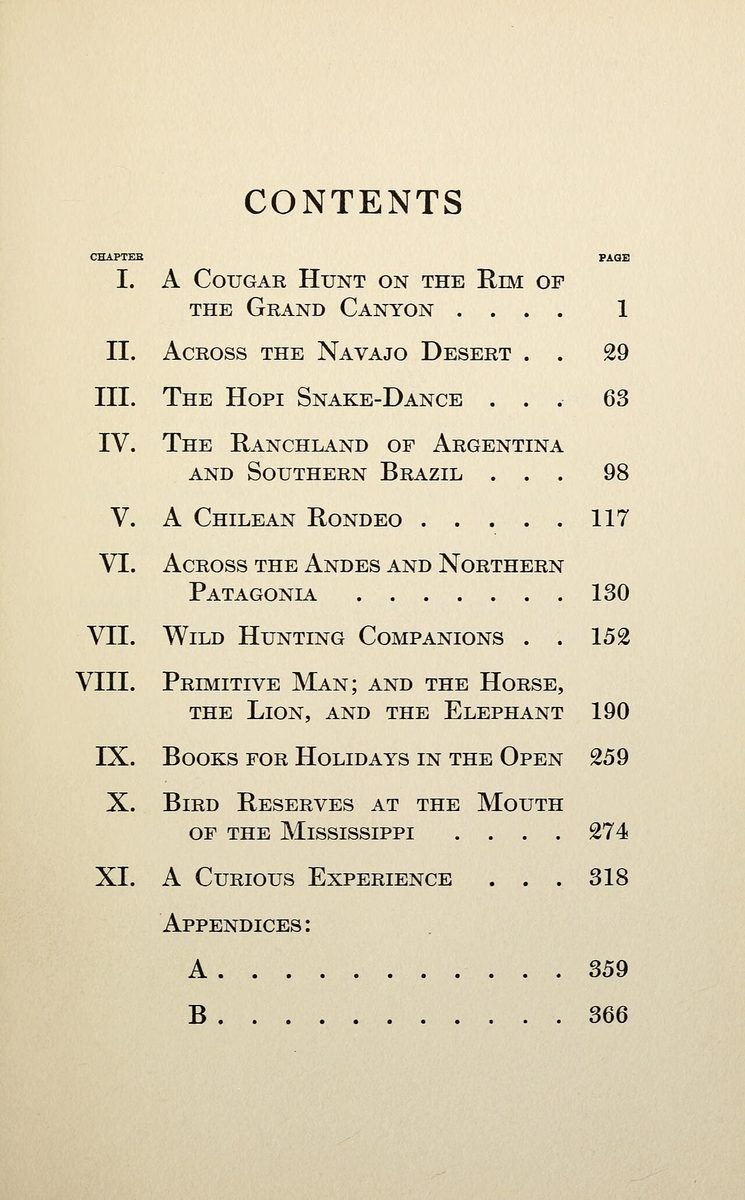 CONTENTS
CHAPTER PAGE
I. A Cougar Hunt on the Rim of
the Grand Canyon . . . . 1
II. Across the Navajo Desert . . 29
III. The Hopi Snake-Dance . . . 63
IV. The Ranchland of Argentina
and Southern Brazil . . . 98
V. A Chilean Rondeo . . . . . 117
VI. Across the Andes and Northern
Patagonia . . . . . . . 130
VII. Wild Hunting Companions . . 152
VIII. Primitive Man; and the Horse,
the Lion, and the Elephant 190
IX. Books for Holidays in the Open 259
X. Bird Reserves at the Mouth
of the Mississippi . . . . 274
XI. A Curious Experience . . . 318
Appendices:
A . . . . . . . . . . . 359
B . . . . . . . . . . . 366